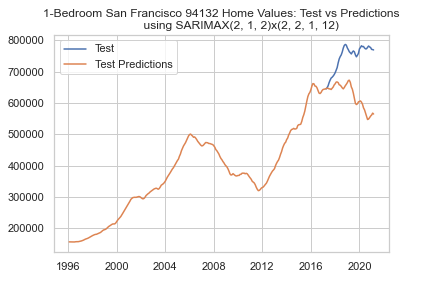 1-Bedroom San Francisco 94132 Home Values: Test vs Predictions
using SARIMAX(2, 1, 2)x(2, 2, 1, 12)
Test
Test Predictions
800000
700000
600000
500000
400000
300000
200000
1996 2000 2004 2008 2012 2016 2020